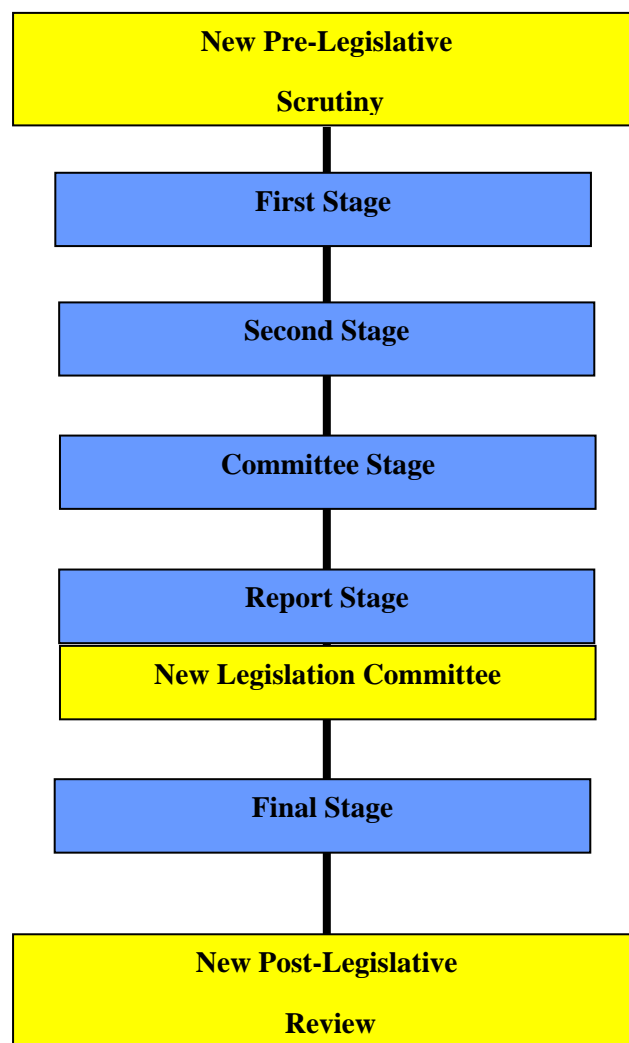 New Pre-Legislative
Scrutiny
First Stage
Second Stage
Committee Stage
Report Stage
New Legislation Committee
Final Stage
New Post-Legislative
Review